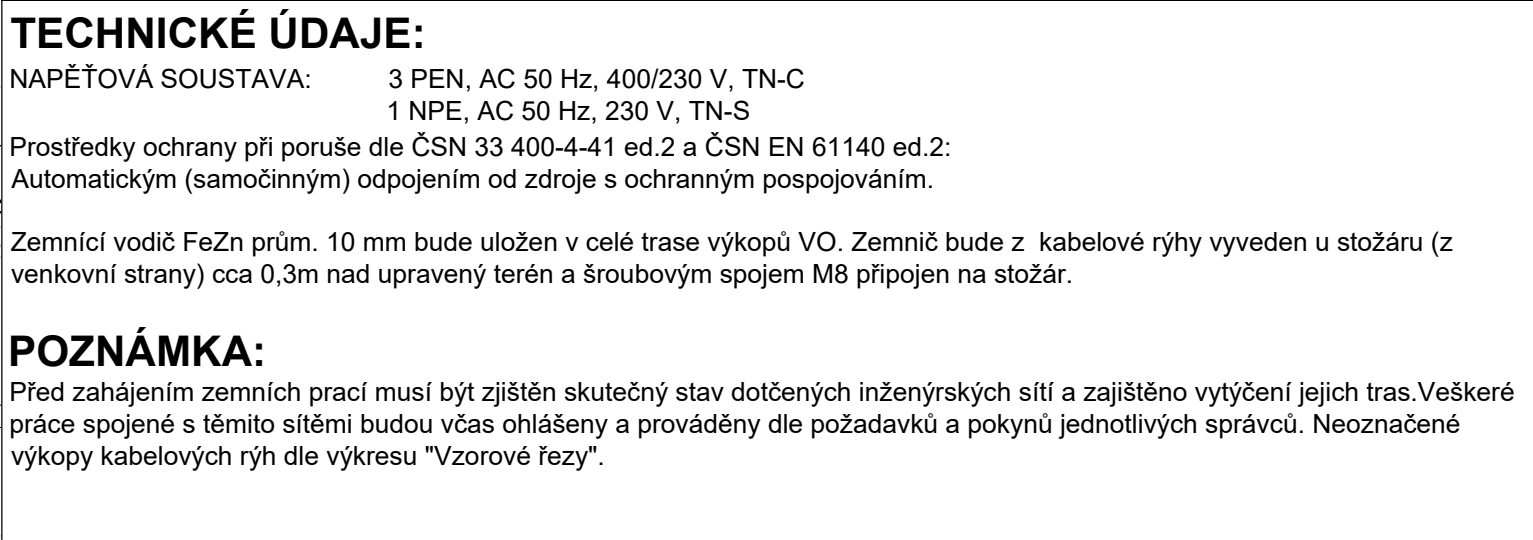 TECHNICKÉ ÚDAJE:
NAPĚŤOVÁ SOUSTAVA: 3 PEN, AC 50 Hz, 400/230 V, TN-C
1 NPE, AC 50 Hz, 230 V, TN-S
Prostředky ochrany při poruše dle ČSN 33 400-4-41 ed.2 a ČSN EN 61140 ed.2:
Automatickým (samočinným) odpojením od zdroje s ochranným pospojováním.
Zemnící vodič FeZn prům. 10 mm bude uložen v celé trase výkopů VO. Zemnič bude z kabelové rýhy vyveden u stožáru (z
venkovní strany) cca 0,3m nad upravený terén a šroubovým spojem M8 připojen na stožár.
POZNÁMKA:
Před zahájením zemních prací musí být zjištěn skutečný stav dotčených inženýrských sítí a zajištěno vytýčení jejich tras.Veškeré
práce spojené s těmito sítěmi budou včas ohlášeny a prováděny dle požadavků a pokynů jednotlivých správců. Neoznačené
výkopy kabelových rýh dle výkresu "Vzorové řezy".